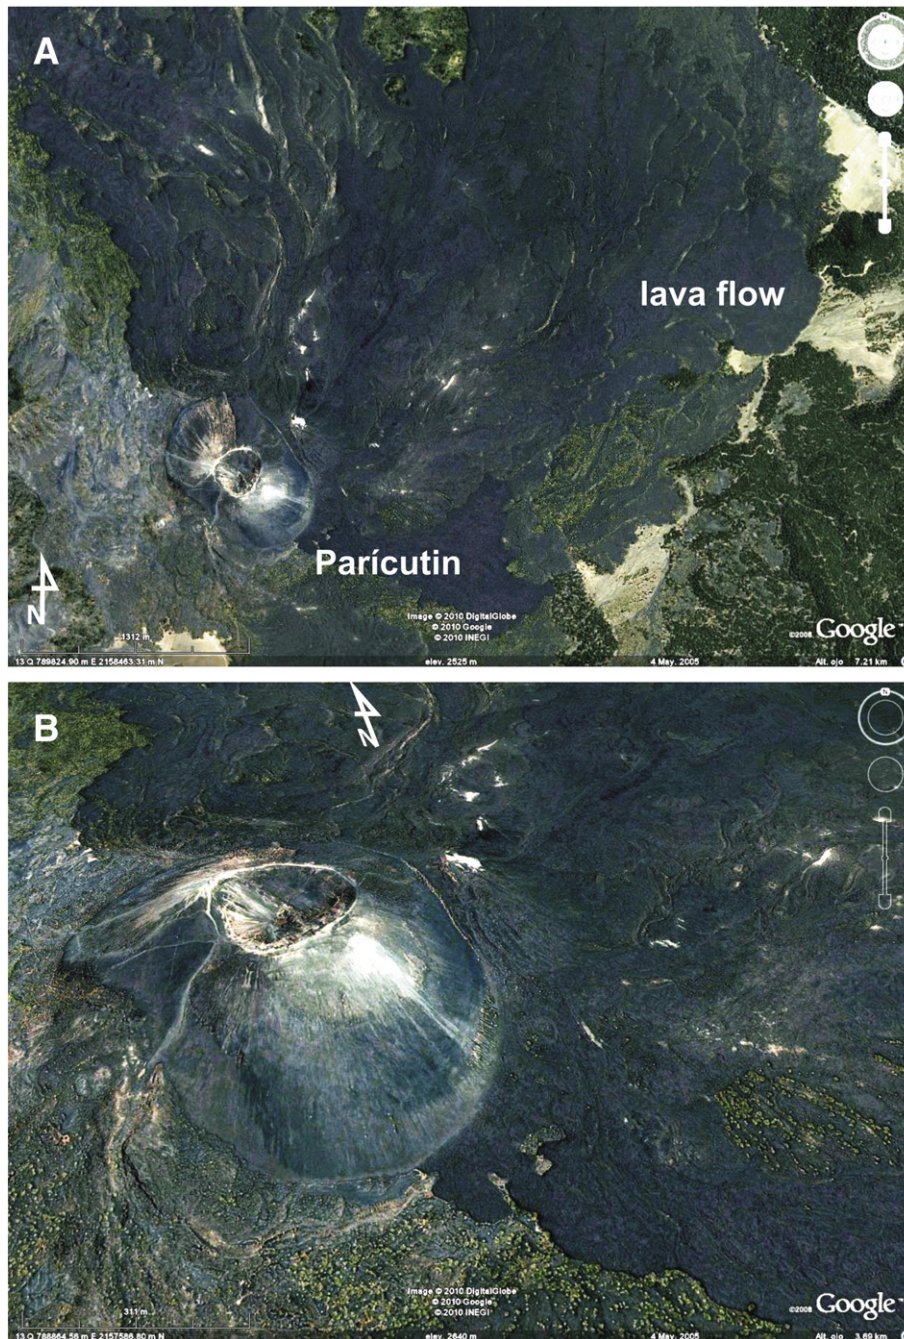 A
N
lava flow
Parícutin
N
Image © 2010 DigitalGlobe
© 2010 Google
© 2010 INEGI
1312 m
©2008 Google™
13 Q 789824.90 m E 2158463.31 m N
elev. 2525 m
4 May, 2005
Alt. ojo 7.21 km
B
N
N
Image © 2010 DigitalGlobe
© 2010 Google
© 2010 INEGI
311 m
©2008 Google™
13 Q 788864.56 m E 2157586.80 m N
elev. 2640 m
4 May, 2005
Alt. ojo 3.69 km